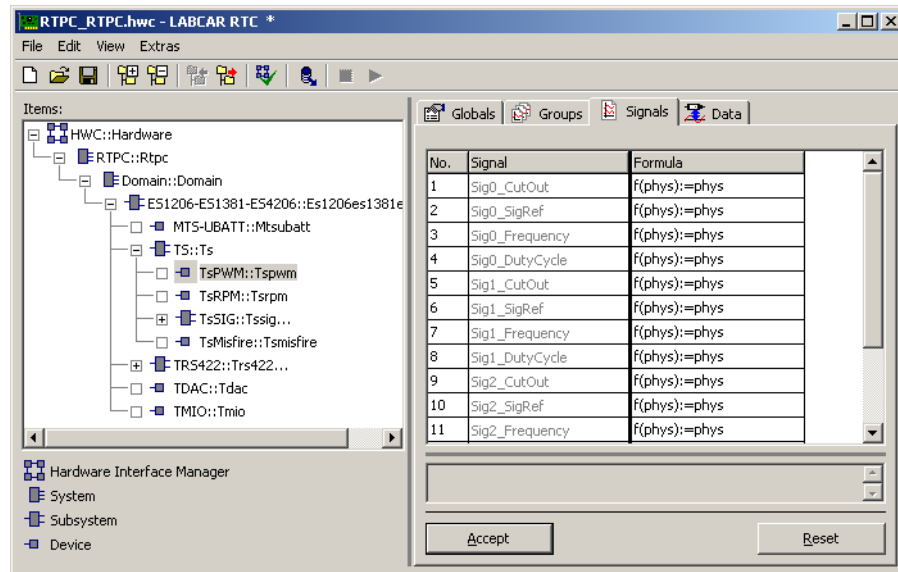 RTPC_RTPC.hwc - LABCAR RTC *
File Edit View Extras
Items:
HWC::Hardware
RTPC::Rtpc
Domain::Domain
ES1206-ES1381-ES4206::Es1206es1381e
MTS-UBATT::Mtsubatt
TS::Ts
TsPWM::Tspwm
TsRPM::Tsrpm
TsSIG::Tssig...
TsMisfire::Tsmisfire
TRS422::Trs422...
TDAC::Tdac
TMIO::Tmio
Hardware Interface Manager
System
Subsystem
Device
Globals Groups Signals Data
No. Signal Formula
1 Sig0_CutOut f(phys):=phys
2 Sig0_SigRef f(phys):=phys
3 Sig0_Frequency f(phys):=phys
4 Sig0_DutyCycle f(phys):=phys
5 Sig1_CutOut f(phys):=phys
6 Sig1_SigRef f(phys):=phys
7 Sig1_Frequency f(phys):=phys
8 Sig1_DutyCycle f(phys):=phys
9 Sig2_CutOut f(phys):=phys
10 Sig2_SigRef f(phys):=phys
11 Sig2_Frequency f(phys):=phys
Accept Reset